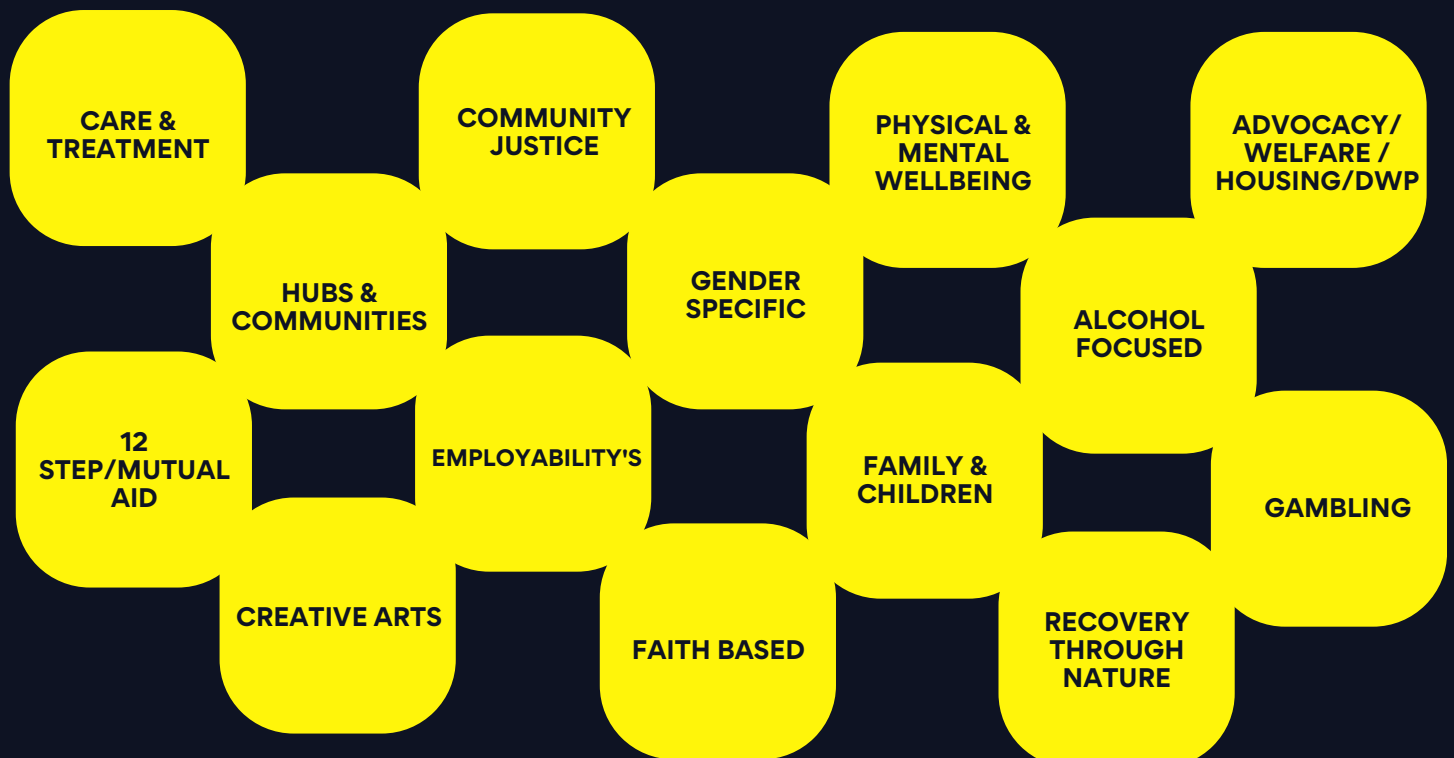 CARE &
TREATMENT
COMMUNITY
JUSTICE
PHYSICAL &
MENTAL
WELLBEING
ADVOCACY/
WELFARE /
HOUSING/DWP
HUBS &
COMMUNITIES
GENDER
SPECIFIC
ALCOHOL
FOCUSED
12
STEP/MUTUAL
AID
EMPLOYABILITY'S
FAMILY &
CHILDREN
GAMBLING
CREATIVE ARTS
FAITH BASED
RECOVERY
THROUGH
NATURE